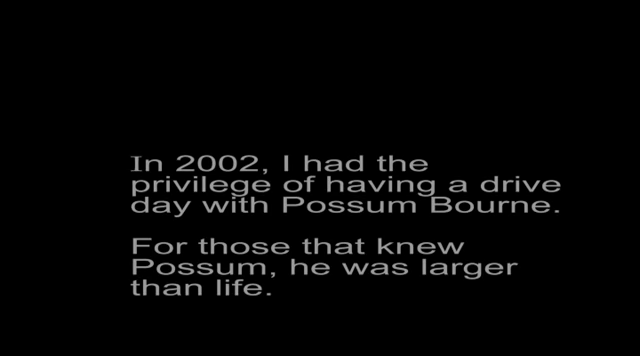 In 2002, I had the
privilege of having a drive
day with Possum Bourne.
For those that knew
Possum, he was larger
than life.